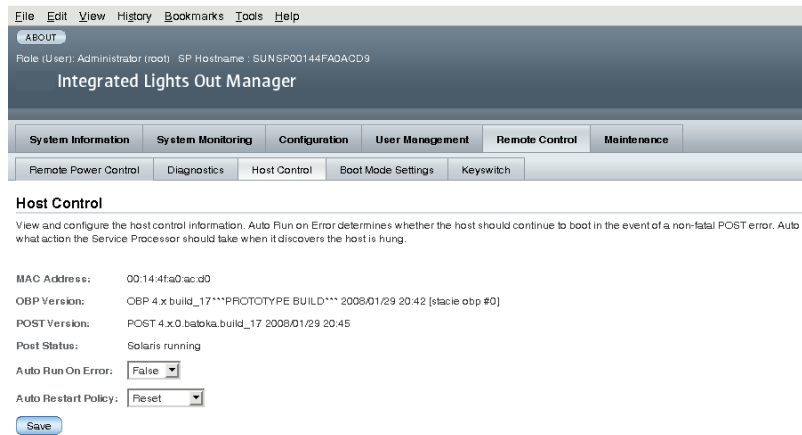 File Edit View History Bookmarks Tools Help
ABOUT
Role (User): Administrator (root) SP Hostname : SUNSP00144FA0ACD9
Integrated Lights Out Manager
System Information System Monitoring Configuration User Management Remote Control Maintenance
Remote Power Control Diagnostics Host Control Boot Mode Settings Keyswitch
Host Control
View and configure the host control information. Auto Run on Error determines whether the host should continue to boot in the event of a non-fatal POST error. Auto
what action the Service Processor should take when it discovers the host is hung.
MAC Address: 00:14:4f:a0:ac:d0
OBP Version: OBP 4.x build_17***PROTOTYPE BUILD*** 2008/01/29 20:42 [stacie obp #0]
POST Version: POST 4.x.0.batoka.build_17 2008/01/29 20:45
Post Status: Solaris running
Auto Run On Error: False
Auto Restart Policy: Reset
Save